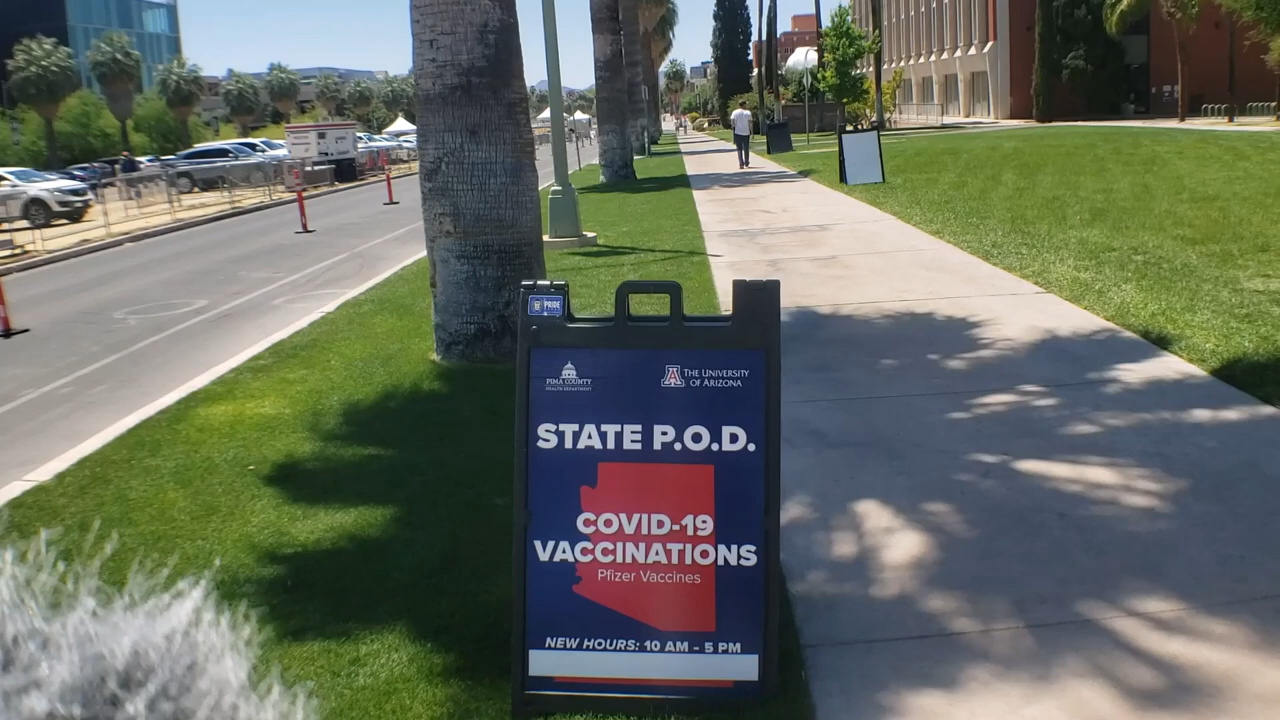 PRIDE
PIMA COUNTY
HEALTH DEPARTMENT
THE UNIVERSITY
OF ARIZONA
STATE P.O.D.
COVID-19
VACCINATIONS
Pfizer Vaccines
NEW HOURS: 10 AM - 5 PM